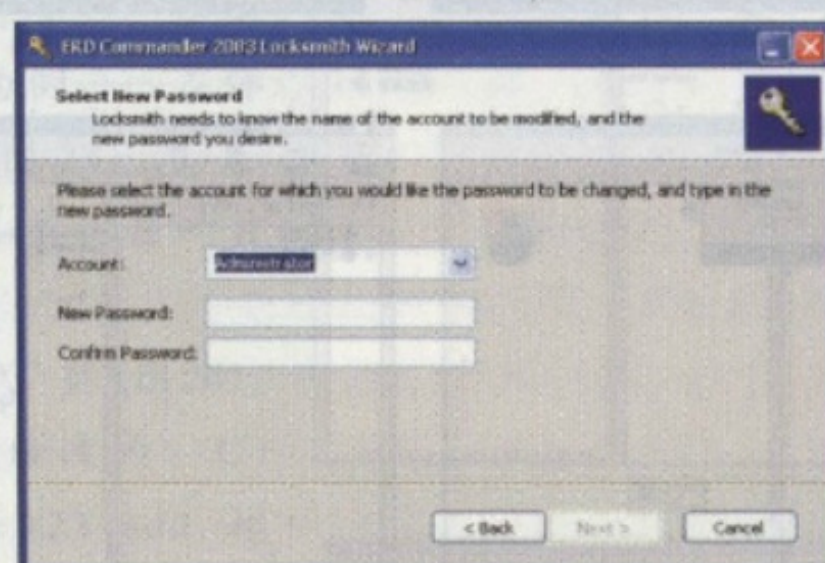 ERD Commander 2003 Locksmith Wizard
Select New Password
Locksmith needs to know the name of the account to be modified, and the
new password you desire.
Please select the account for which you would like the password to be changed, and type in the
new password.
Account:
Administrator
New Password:
Confirm Password:
< Back
Next >
Cancel